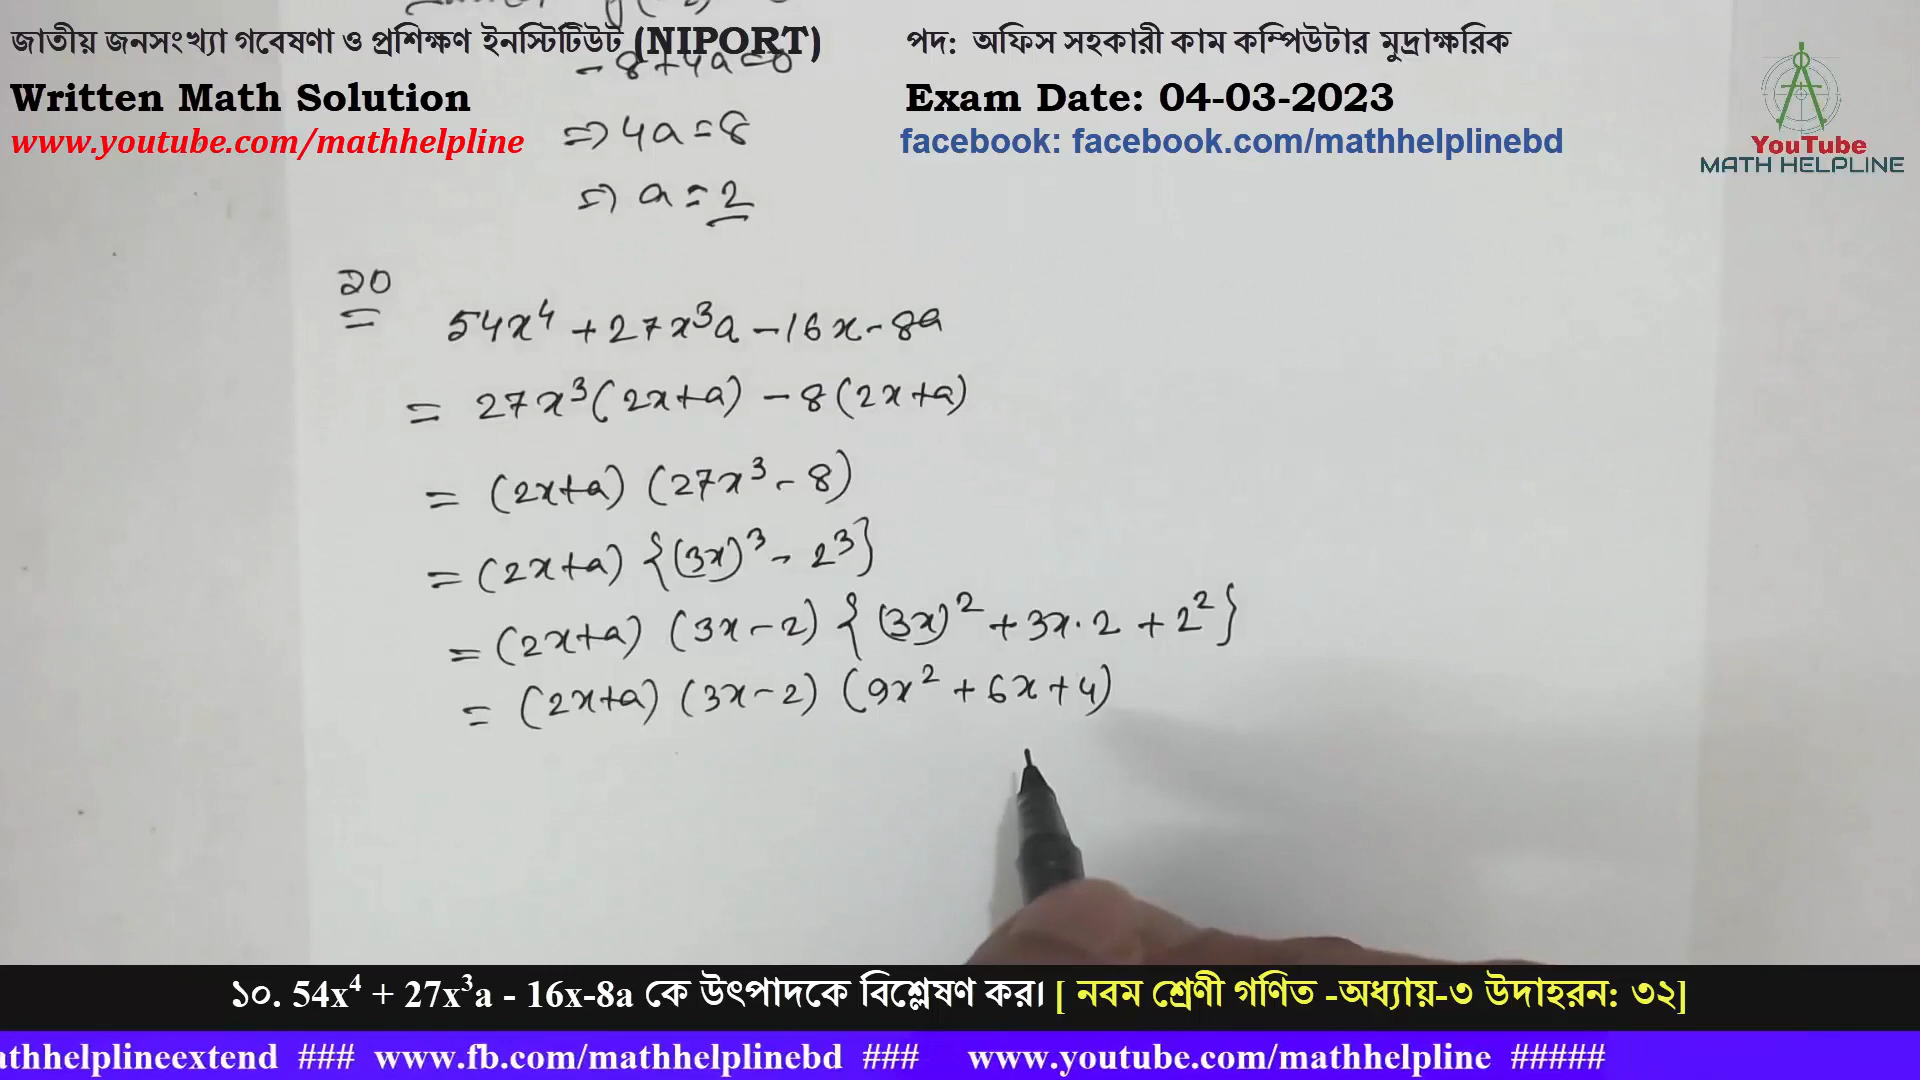 জাতীয় জনসংখ্যা গবেষণা ও প্রশিক্ষণ ইনস্টিটিউট (NIPORT)
পদ: অফিস সহকারী কাম কম্পিউটার মুদ্রাক্ষরিক
Written Math Solution
Exam Date: 04-03-2023
www.youtube.com/mathhelpline
facebook: facebook.com/mathhelplinebd
YouTube
MATH HELPLINE
- 8 + 4a = 0
⇒ 4a = 8
⇒ a = 2
১০
54x⁴ + 27x³a - 16x - 8a
= 27x³(2x+a) - 8(2x+a)
= (2x+a) (27x³ - 8)
= (2x+a) {(3x)³ - 2³}
= (2x+a) (3x-2) {(3x)² + 3x·2 + 2²}
= (2x+a) (3x-2) (9x² + 6x + 4)
১০. 54x⁴ + 27x³a - 16x-8a কে উৎপাদকে বিশ্লেষণ কর। [ নবম শ্রেণী গণিত -অধ্যায়-৩ উদাহরন: ৩২]
athhelplineextend ### www.fb.com/mathhelplinebd ### www.youtube.com/mathhelpline #####